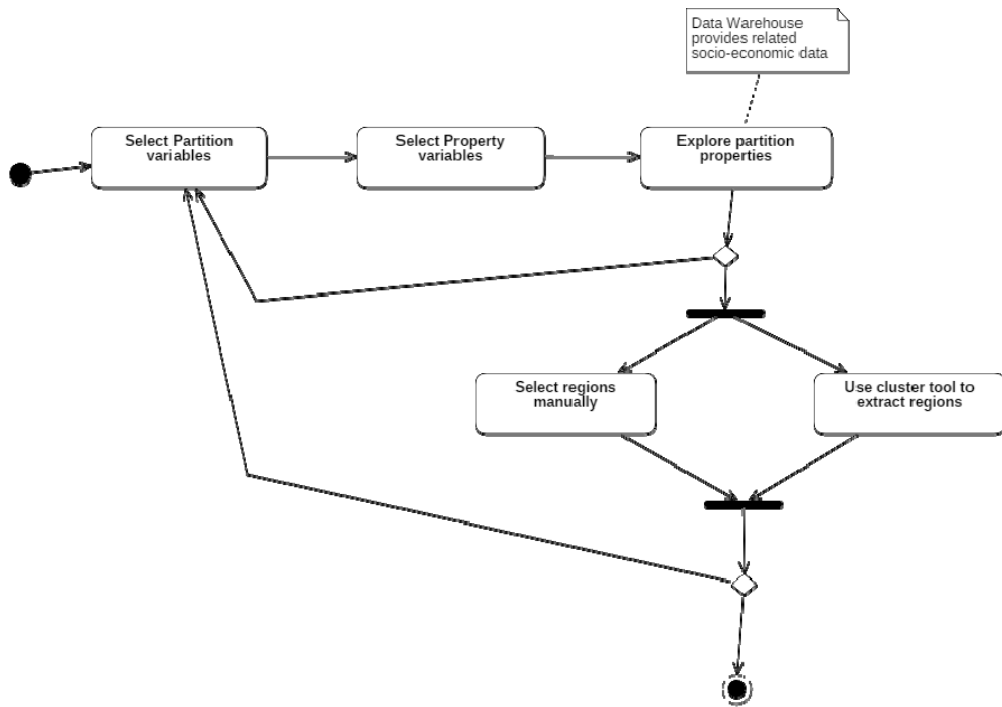 Data Warehouse
provides related
socio-economic data
Select Partition
variables
Select Property
variables
Explore partition
properties
Select regions
manually
Use cluster tool to
extract regions